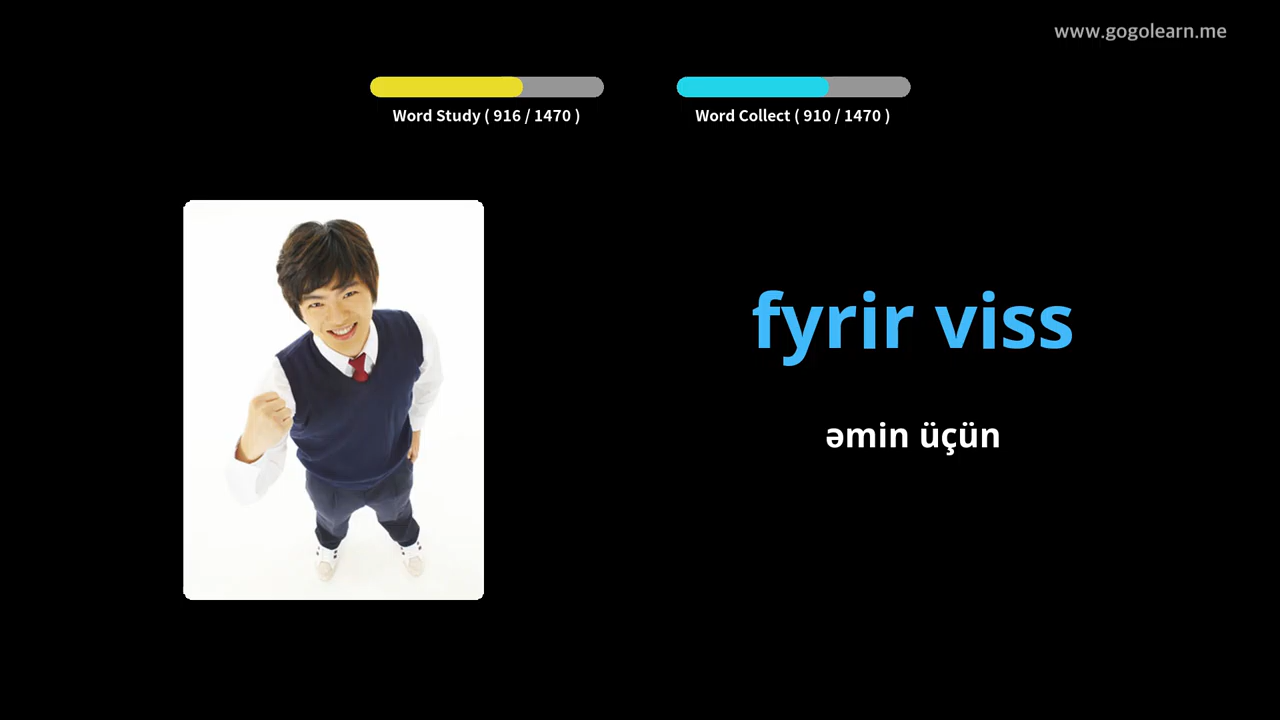 www.gogolearn.me
Word Study ( 916 / 1470 )
Word Collect ( 910 / 1470 )
fyrir viss
əmin üçün